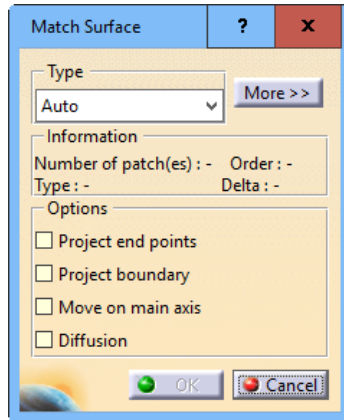 Match Surface ? x
Type
Auto
More >>
Information
Number of patch(es) : - Order : -
Type : - Delta : -
Options
Project end points
Project boundary
Move on main axis
Diffusion
OK Cancel